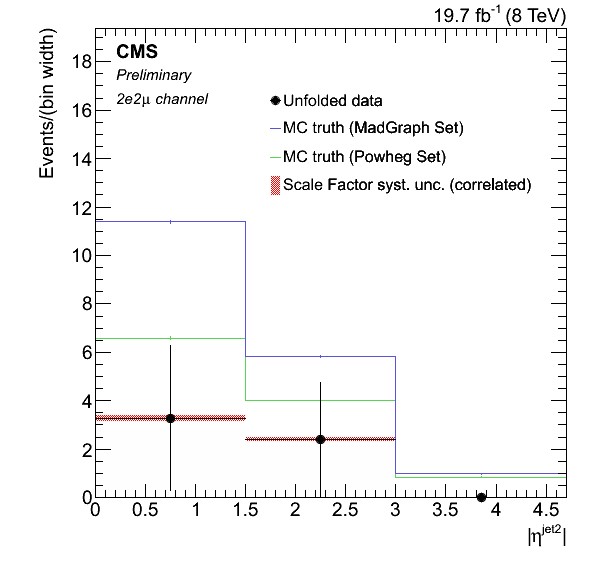 19.7 fb⁻¹ (8 TeV)
Events/(bin width)
CMS
Preliminary
2e2μ channel
Unfolded data
MC truth (MadGraph Set)
MC truth (Powheg Set)
Scale Factor syst. unc. (correlated)
18
16
14
12
10
8
6
4
2
0
0 0.5 1 1.5 2 2.5 3 3.5 4 4.5
|η^jet2|